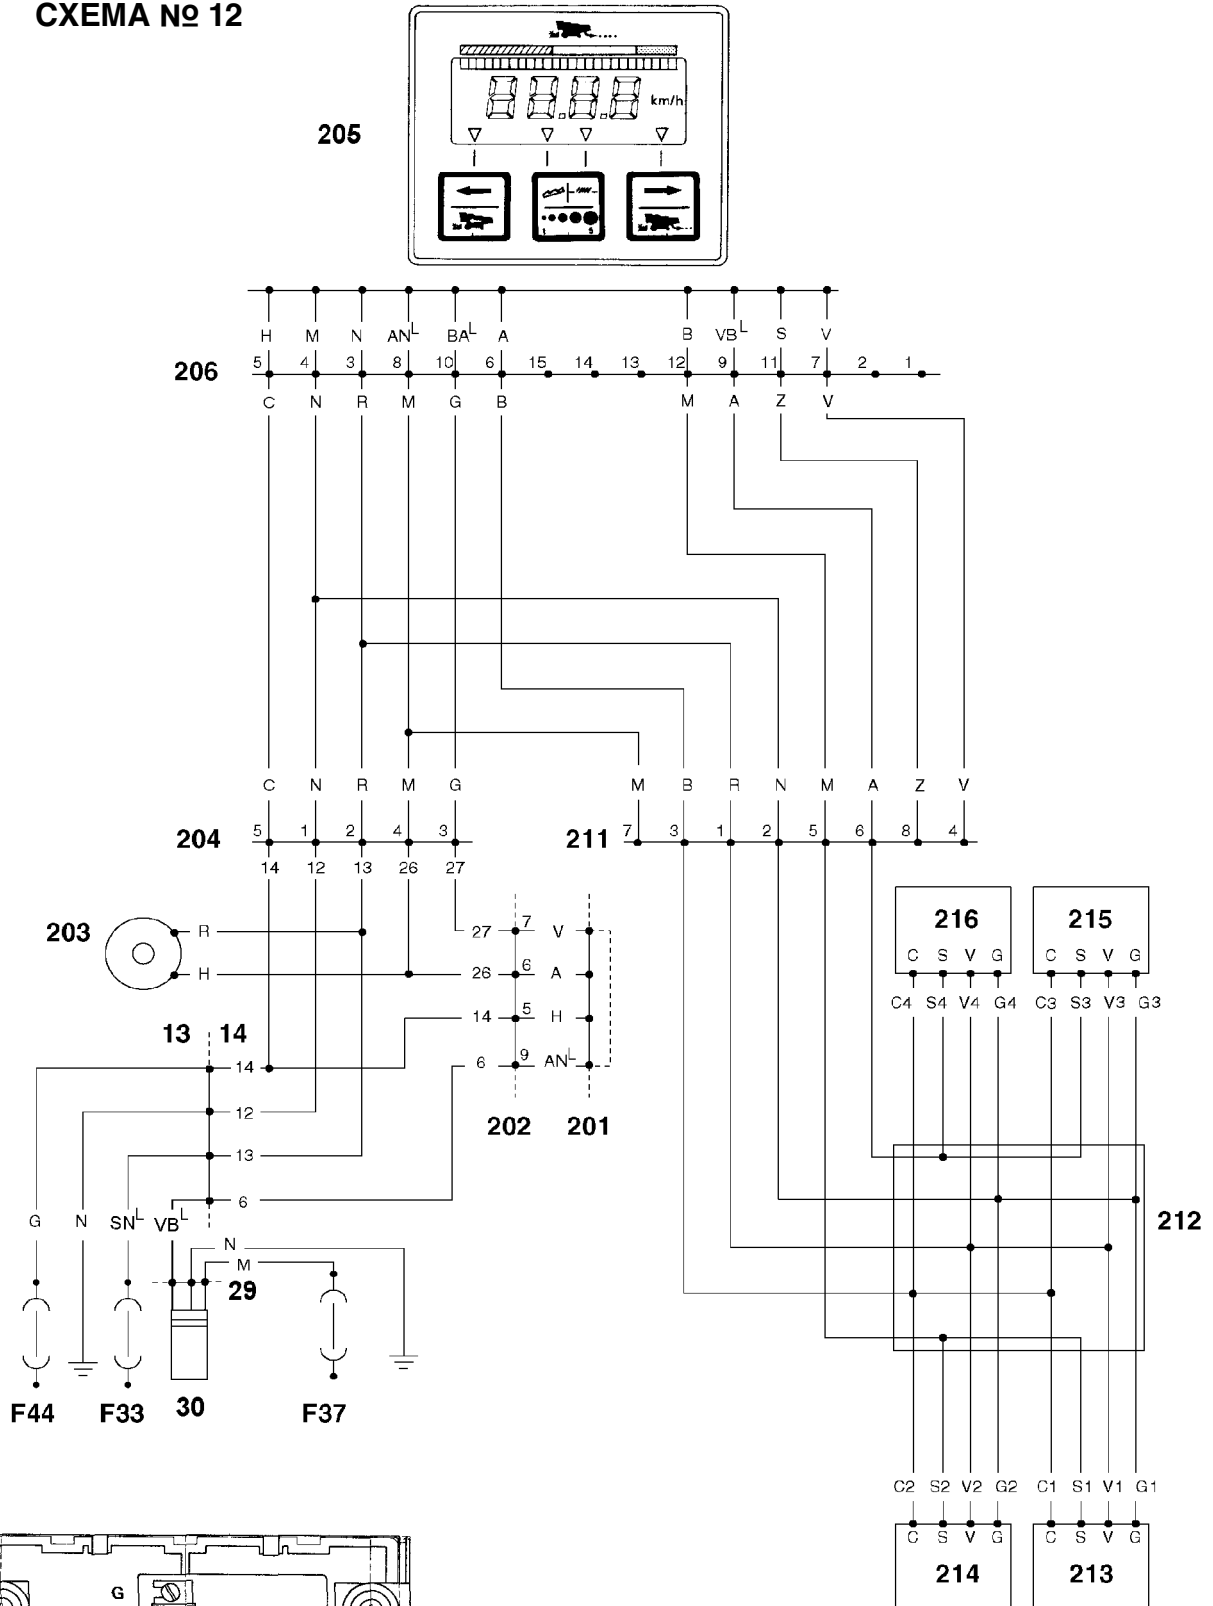 СХЕМА № 12
km/h
205
1 5
H M N AN L BA L A B VB L S V
206 5 4 3 8 10 6 15 14 13 12 9 11 7 2 1
C N R M G B M A Z V
C N R M G M B R N M A Z V
204 5 1 2 4 3 211 7 3 1 2 5 6 8 4
14 12 13 26 27
216 215
203 R 27 7 V
C S V G C S V G
H 26 6 A
C4 S4 V4 G4 C3 S3 V3 G3
13 14 14 5 H
14 6 9 AN L
12 202 201
13
6
G N SN L VB L 212
N
M
29
F44 F33 30 F37
C2 S2 V2 G2 C1 S1 V1 G1
C S V G C S V G
214 213
G